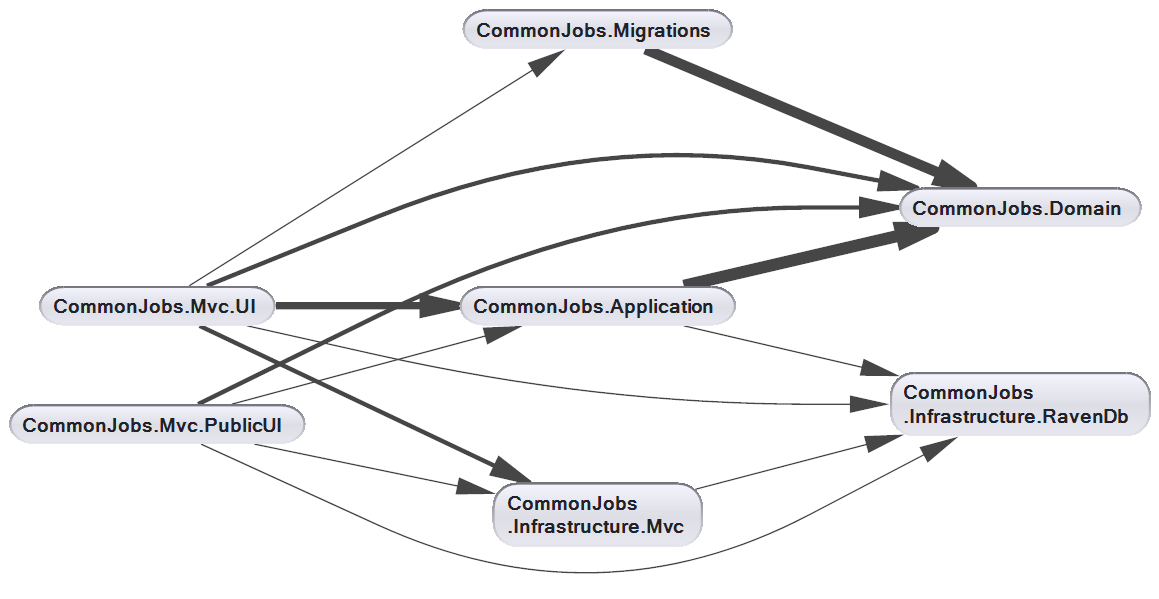 CommonJobs.Migrations
CommonJobs.Domain
CommonJobs.Mvc.UI
CommonJobs.Application
CommonJobs
.Infrastructure.RavenDb
CommonJobs.Mvc.PublicUI
CommonJobs
.Infrastructure.Mvc